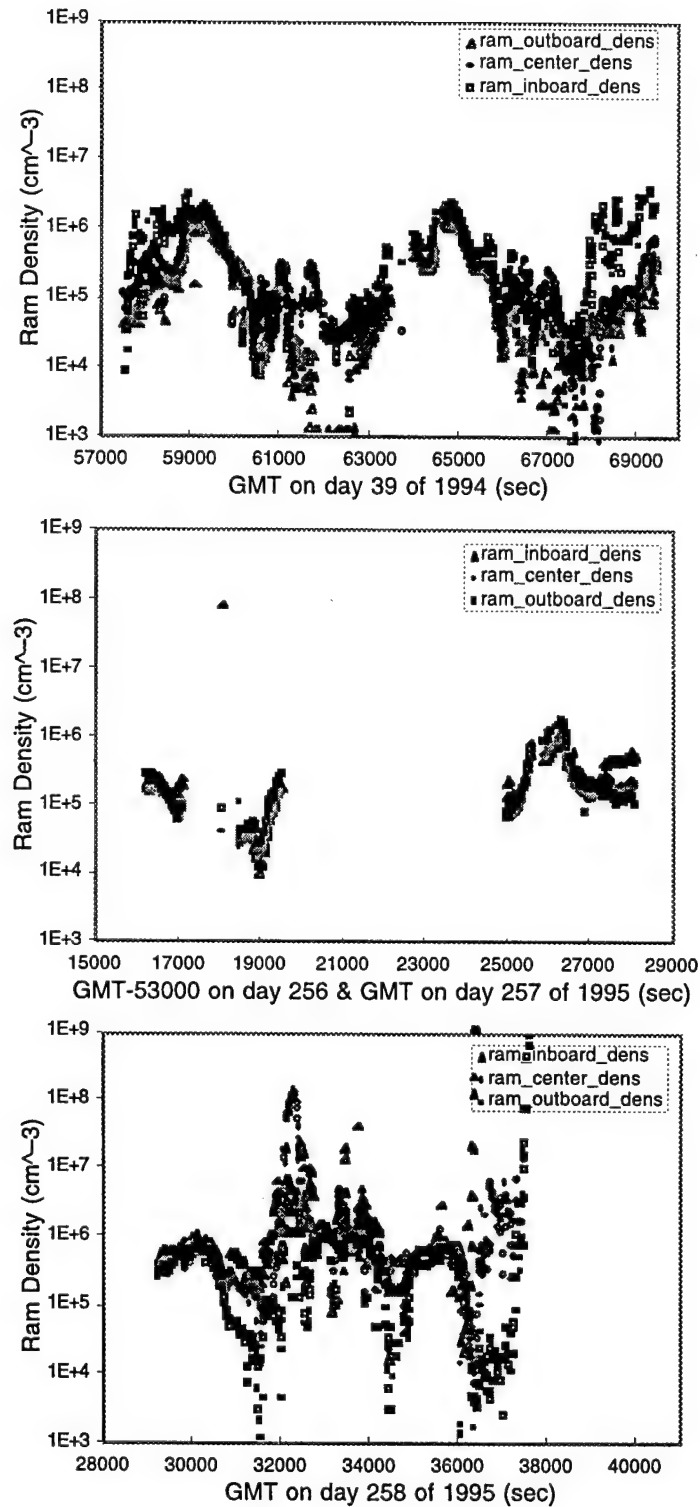 1E+9
1E+8
1E+7
1E+6
1E+5
1E+4
1E+3
Ram Density (cm^-3)
ram_outboard_dens
ram_center_dens
ram_inboard_dens
57000 59000 61000 63000 65000 67000 69000
GMT on day 39 of 1994 (sec)
1E+9
1E+8
1E+7
1E+6
1E+5
1E+4
1E+3
Ram Density (cm^-3)
ram_inboard_dens
ram_center_dens
ram_outboard_dens
15000 17000 19000 21000 23000 25000 27000 29000
GMT-53000 on day 256 & GMT on day 257 of 1995 (sec)
1E+9
1E+8
1E+7
1E+6
1E+5
1E+4
1E+3
Ram Density (cm^-3)
ram_inboard_dens
ram_center_dens
ram_outboard_dens
28000 30000 32000 34000 36000 38000 40000
GMT on day 258 of 1995 (sec)